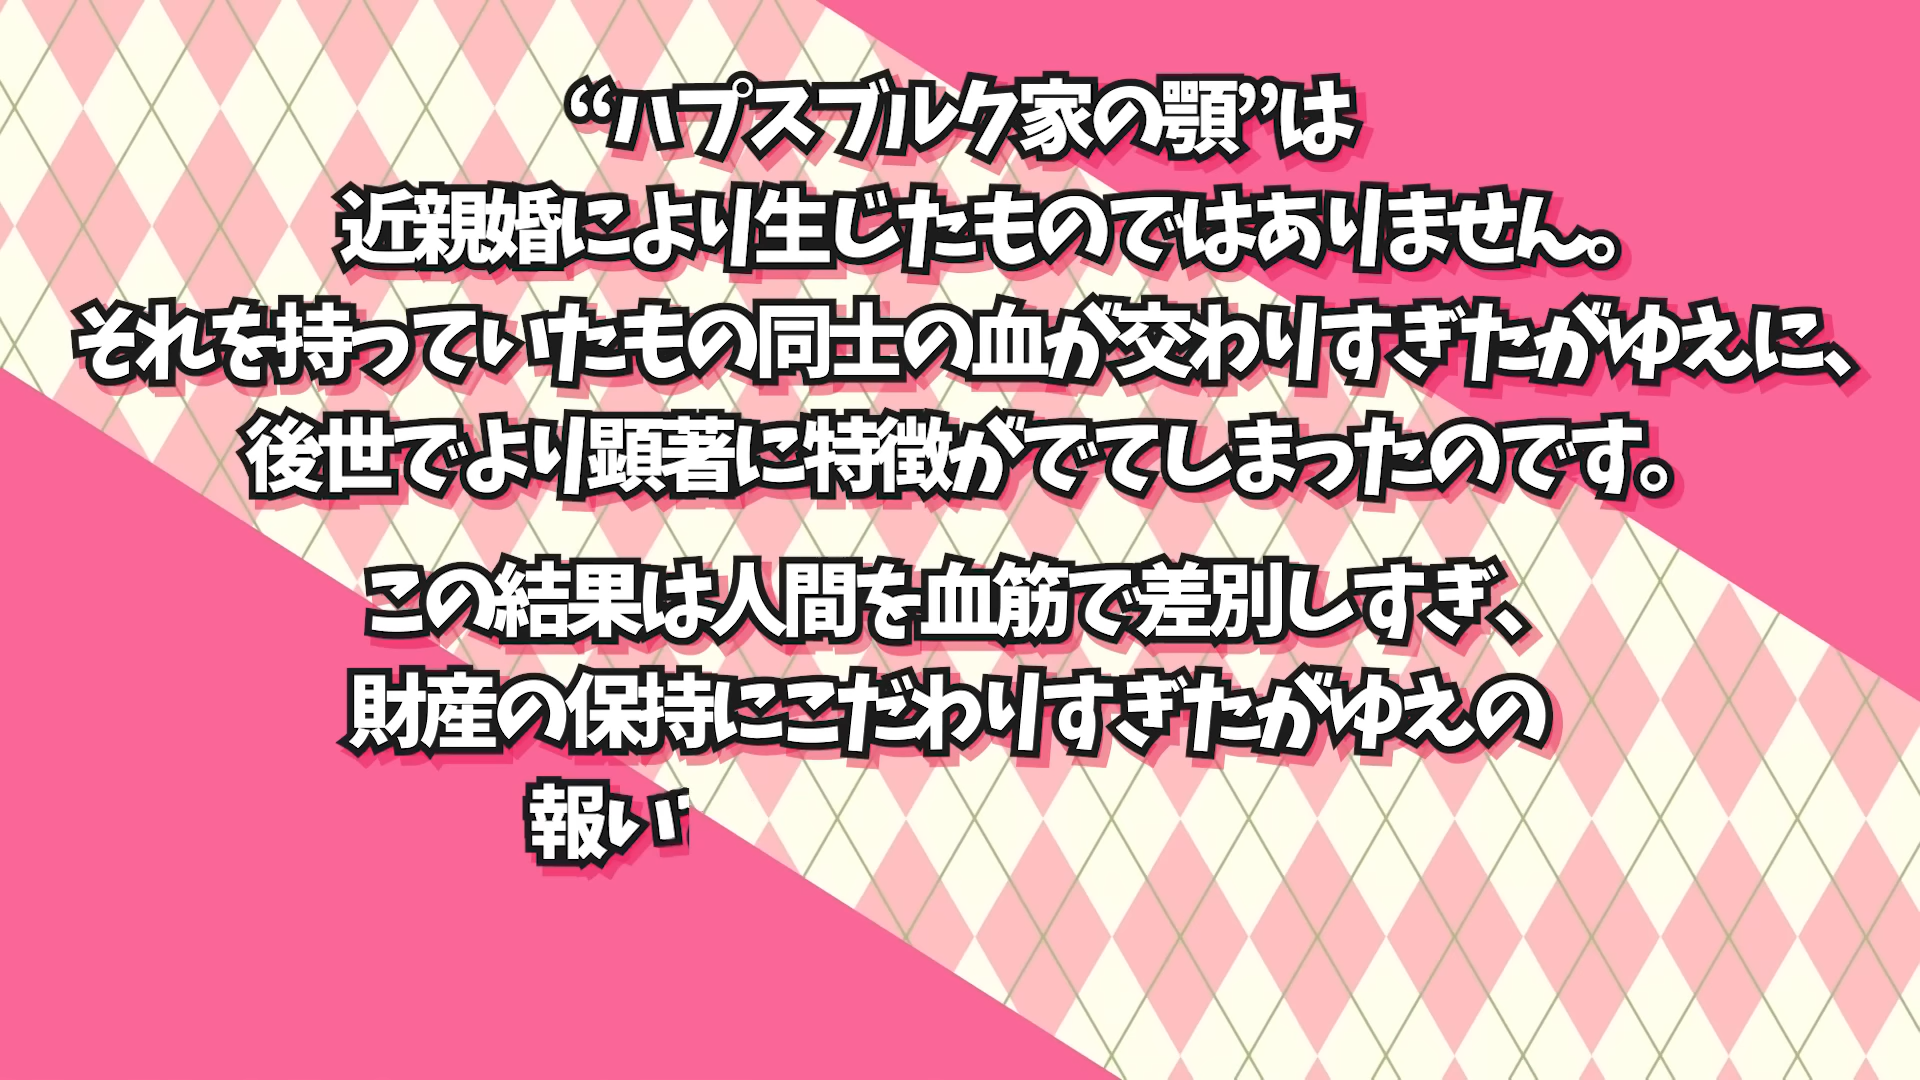 “ハプスブルク家の顎”は
近親婚により生じたものではありません。
それを持っていたもの同士の血が交わりすぎたがゆえに、
後世でより顕著に特徴がでてしまったのです。
この結果は人間を血筋で差別しすぎ、
財産の保持にこだわりすぎたがゆえの
報い